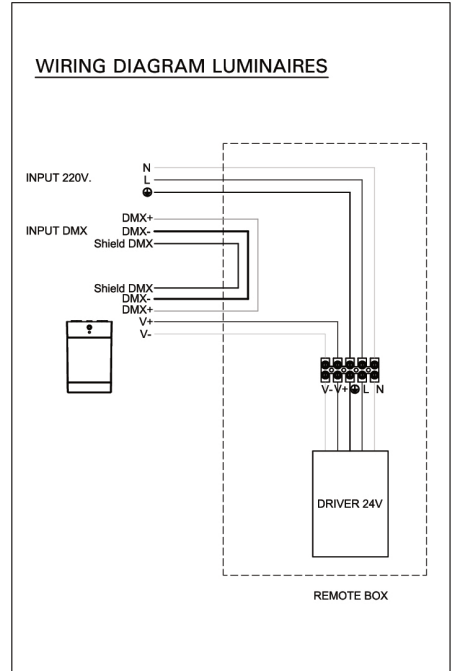 WIRING DIAGRAM LUMINAIRES
INPUT 220V.
N
L
INPUT DMX
DMX+
DMX-
Shield DMX
Shield DMX
DMX-
DMX+
V+
V-
V- V+ L N
DRIVER 24V
REMOTE BOX